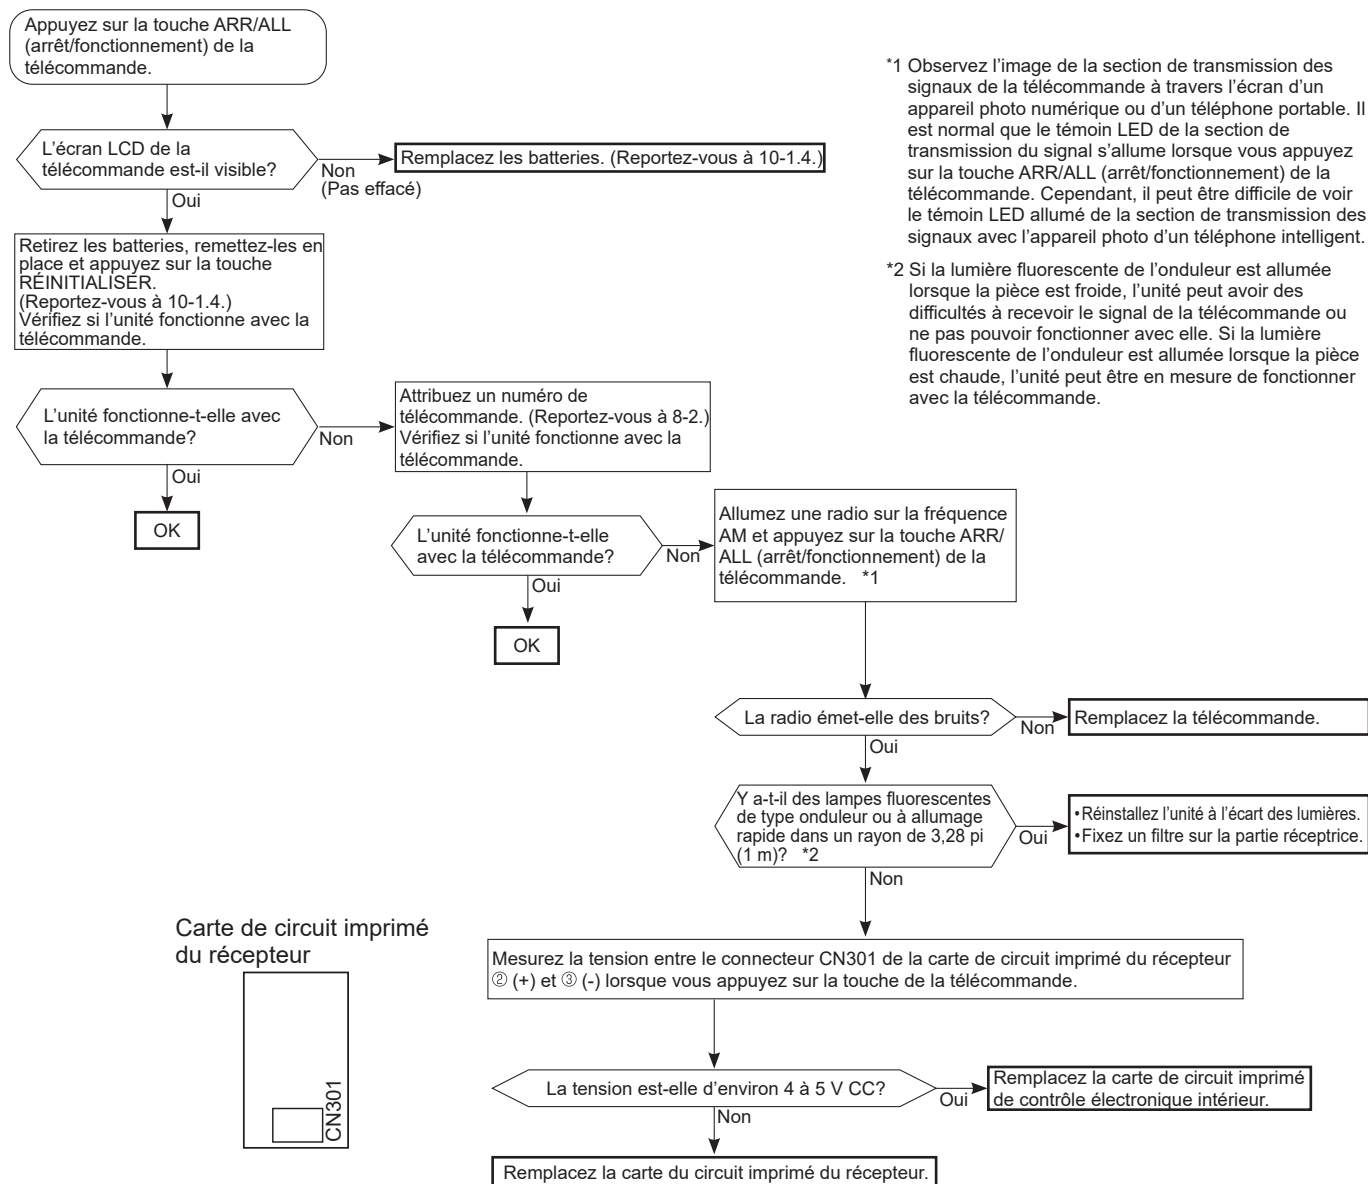 Appuyez sur la touche ARR/ALL
(arrêt/fonctionnement) de la
télécommande.
L'écran LCD de la
télécommande est-il visible?
Non
(Pas effacé)
Remplacez les batteries. (Reportez-vous à 10-1.4.)
Oui
Retirez les batteries, remettez-les en
place et appuyez sur la touche
RÉINITIALISER.
(Reportez-vous à 10-1.4.)
Vérifiez si l'unité fonctionne avec la
télécommande.
L'unité fonctionne-t-elle avec
la télécommande?
Non
Oui
OK
Attribuez un numéro de
télécommande. (Reportez-vous à 8-2.)
Vérifiez si l'unité fonctionne avec la
télécommande.
L'unité fonctionne-t-elle
avec la télécommande?
Non
Oui
OK
Allumez une radio sur la fréquence
AM et appuyez sur la touche ARR/
ALL (arrêt/fonctionnement) de la
télécommande. *1
La radio émet-elle des bruits?
Non
Remplacez la télécommande.
Oui
Y a-t-il des lampes fluorescentes
de type onduleur ou à allumage
rapide dans un rayon de 3,28 pi
(1 m)? *2
Oui
•Réinstallez l'unité à l'écart des lumières.
•Fixez un filtre sur la partie réceptrice.
Non
Mesurez la tension entre le connecteur CN301 de la carte de circuit imprimé du récepteur
② (+) et ③ (-) lorsque vous appuyez sur la touche de la télécommande.
La tension est-elle d'environ 4 à 5 V CC?
Oui
Remplacez la carte de circuit imprimé
de contrôle électronique intérieur.
Non
Remplacez la carte du circuit imprimé du récepteur.
*1 Observez l'image de la section de transmission des
signaux de la télécommande à travers l'écran d'un
appareil photo numérique ou d'un téléphone portable. Il
est normal que le témoin LED de la section de
transmission du signal s'allume lorsque vous appuyez
sur la touche ARR/ALL (arrêt/fonctionnement) de la
télécommande. Cependant, il peut être difficile de voir
le témoin LED allumé de la section de transmission des
signaux avec l'appareil photo d'un téléphone intelligent.
*2 Si la lumière fluorescente de l'onduleur est allumée
lorsque la pièce est froide, l'unité peut avoir des
difficultés à recevoir le signal de la télécommande ou
ne pas pouvoir fonctionner avec elle. Si la lumière
fluorescente de l'onduleur est allumée lorsque la pièce
est chaude, l'unité peut être en mesure de fonctionner
avec la télécommande.
Carte de circuit imprimé
du récepteur
CN301